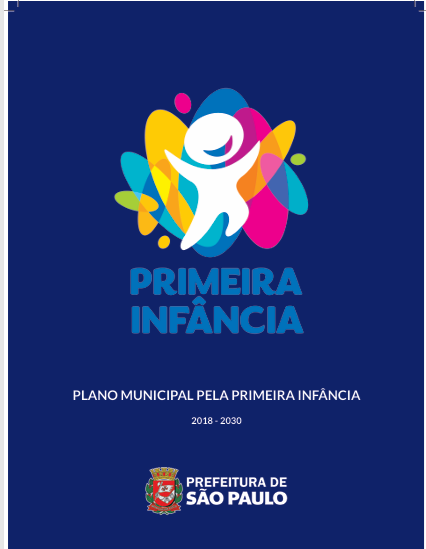 PRIMEIRA
INFÂNCIA
PLANO MUNICIPAL PELA PRIMEIRA INFÂNCIA
2018 - 2030
PREFEITURA DE
SÃO PAULO